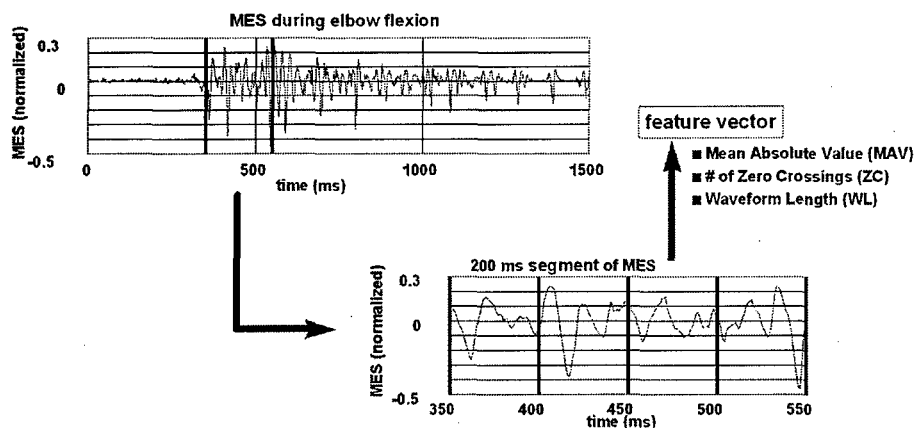 MES during elbow flexion
MES (normalized)
0.3
0
-0.5
0
500
1000
1500
time (ms)
feature vector
Mean Absolute Value (MAV)
# of Zero Crossings (ZC)
Waveform Length (WL)
200 ms segment of MES
MES (normalized)
0.3
0
-0.5
350
400
450
500
550
time (ms)